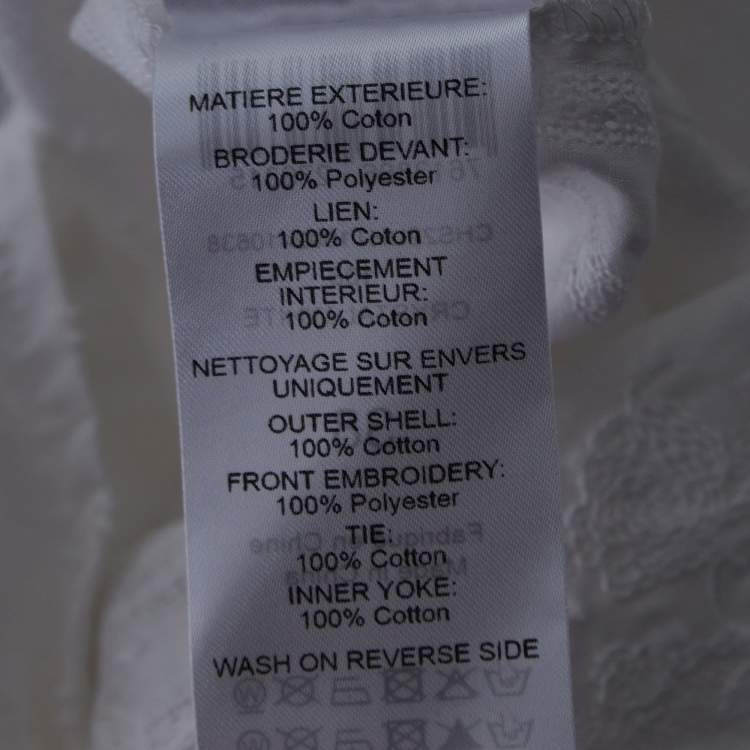 MATIERE EXTERIEURE:
100% Coton
BRODERIE DEVANT:
100% Polyester
LIEN:
100% Coton
EMPIECEMENT
INTERIEUR:
100% Coton
NETTOYAGE SUR ENVERS
UNIQUEMENT
OUTER SHELL:
100% Cotton
FRONT EMBROIDERY:
100% Polyester
TIE:
100% Cotton
INNER YOKE:
100% Cotton
WASH ON REVERSE SIDE